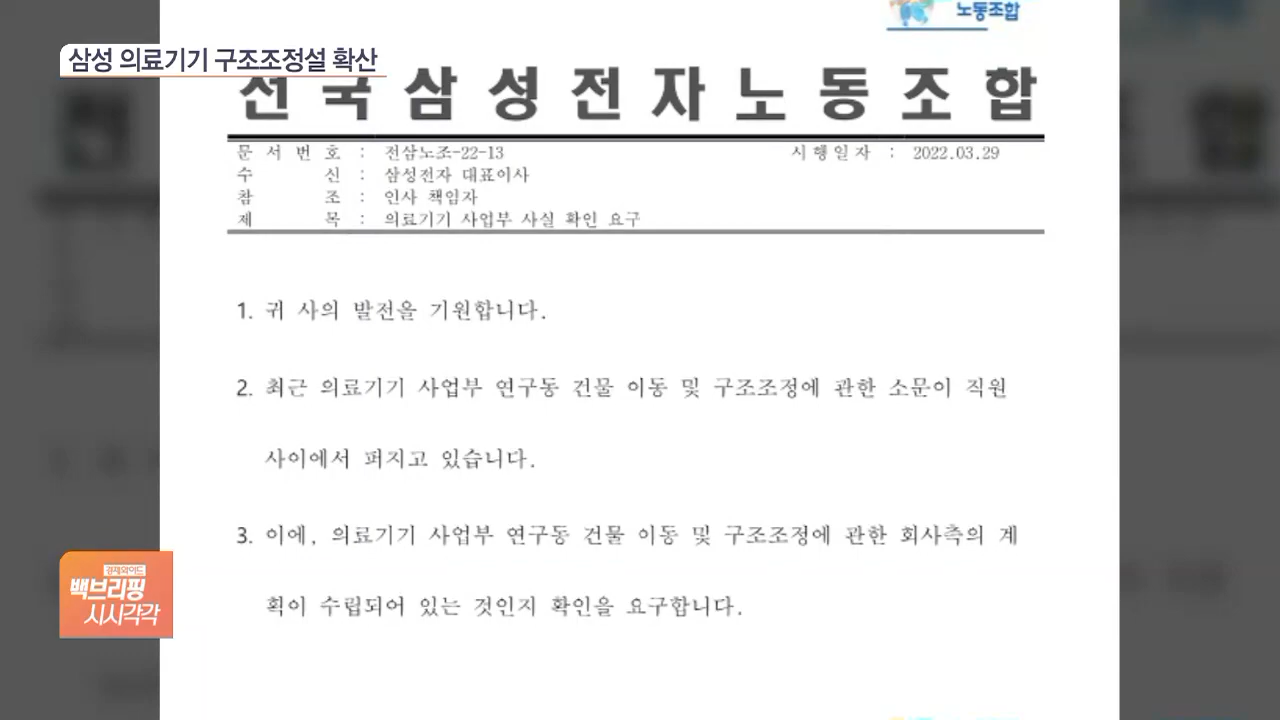 노동조합
삼성 의료기기 구조조정설 확산
전국삼성전자노동조합
문서번호 : 전삼노조-22-13 시행일자 : 2022.03.29
수 신 : 삼성전자 대표이사
참 조 : 인사 책임자
제 목 : 의료기기 사업부 사실 확인 요구
1. 귀 사의 발전을 기원합니다.
2. 최근 의료기기 사업부 연구동 건물 이동 및 구조조정에 관한 소문이 직원
사이에서 퍼지고 있습니다.
3. 이에, 의료기기 사업부 연구동 건물 이동 및 구조조정에 관한 회사측의 계
획이 수립되어 있는 것인지 확인을 요구합니다.
경제와이드
백브리핑
시시각각